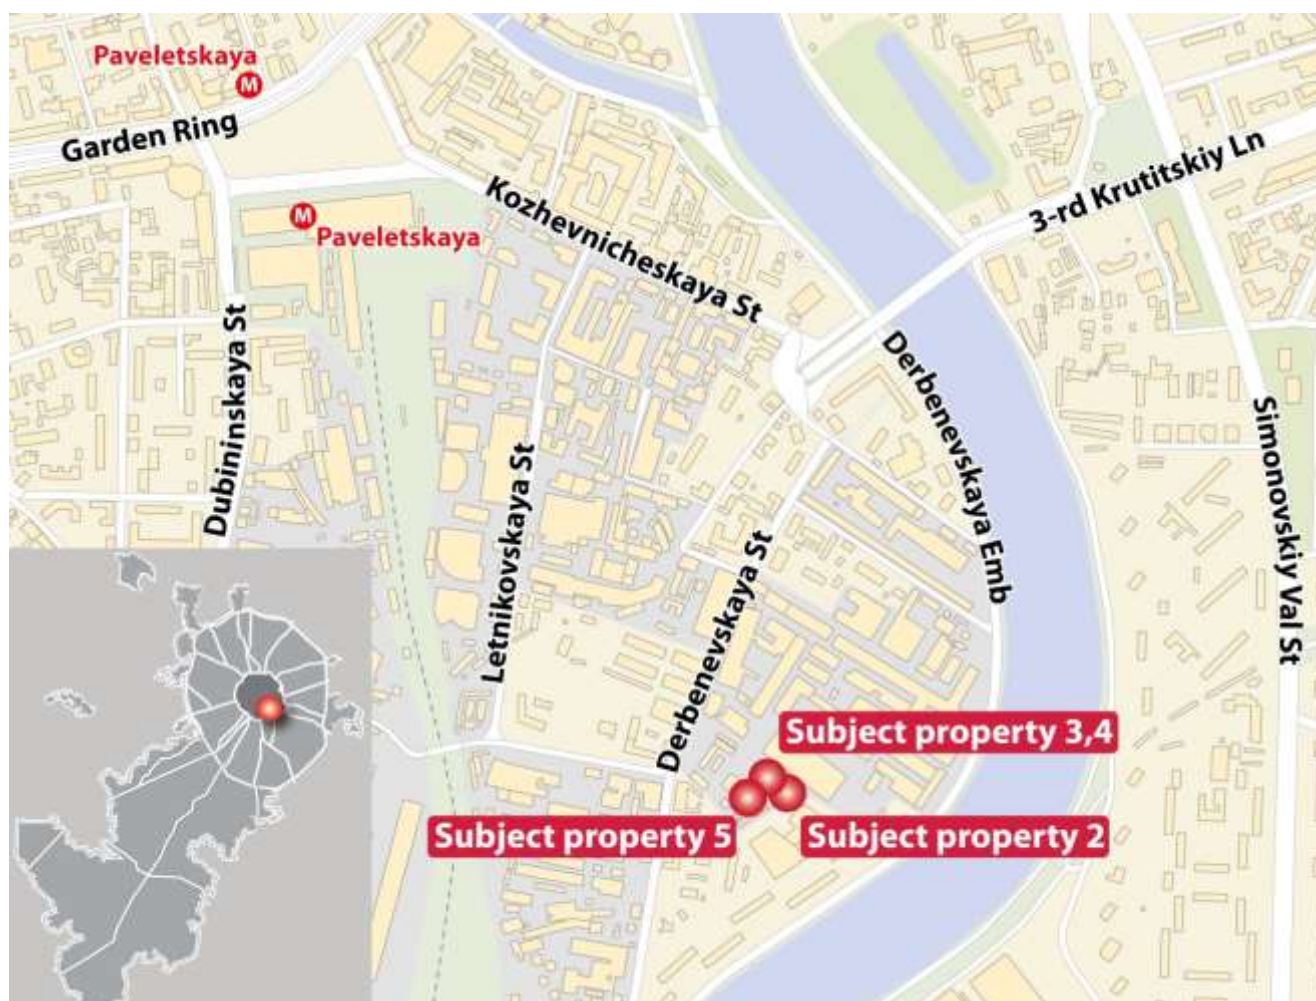 Paveletskaya
M
Garden Ring
3-rd Krutitskiy Ln
M
Paveletskaya
Kozhevnicheskaya St
Dubininskaya St
Derbenevskaya Emb
Simonovskiy Val St
Letnikovskaya St
Derbenevskaya St
Subject property 3,4
Subject property 5
Subject property 2